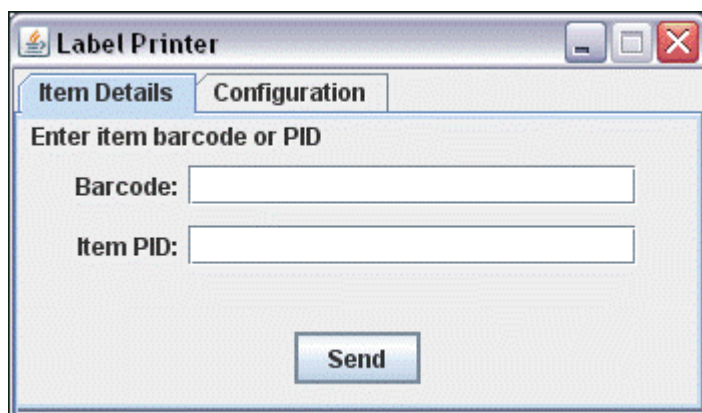 Label Printer
Item Details Configuration
Enter item barcode or PID
Barcode:
Item PID:
Send